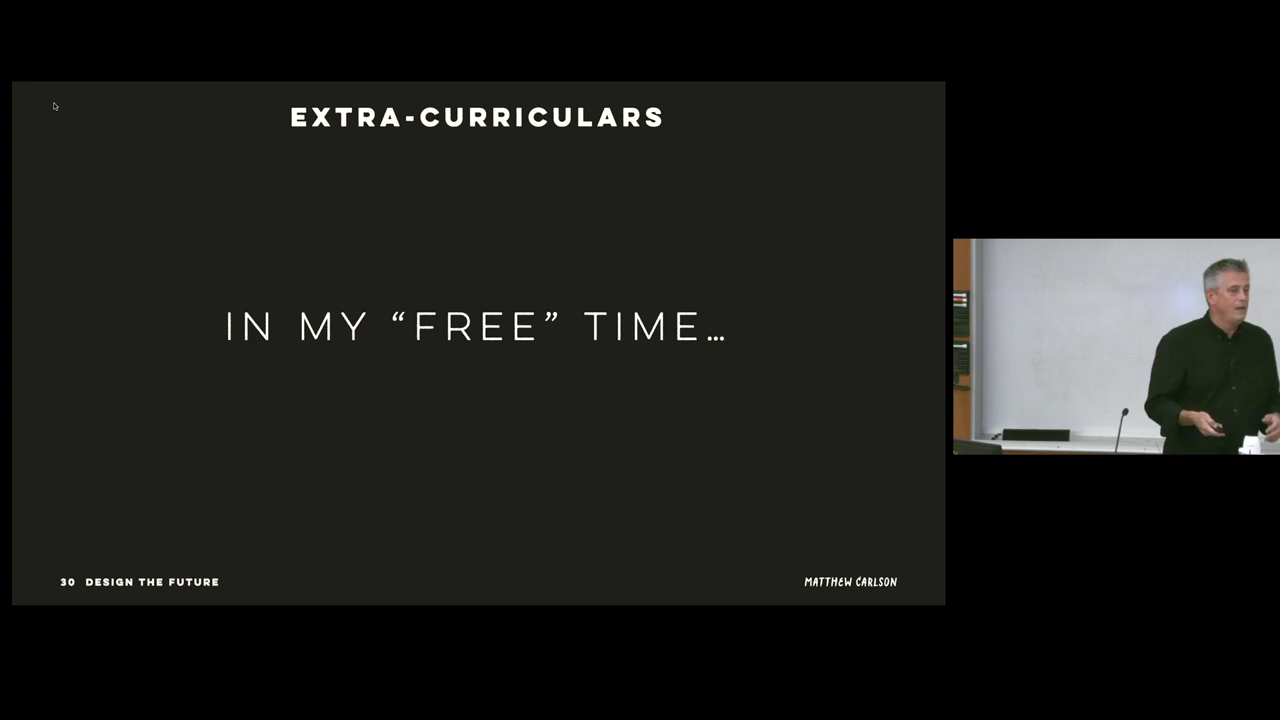 EXTRA-CURRICULARS
IN MY “FREE” TIME…
30 DESIGN THE FUTURE
MATTHEW CARLSON